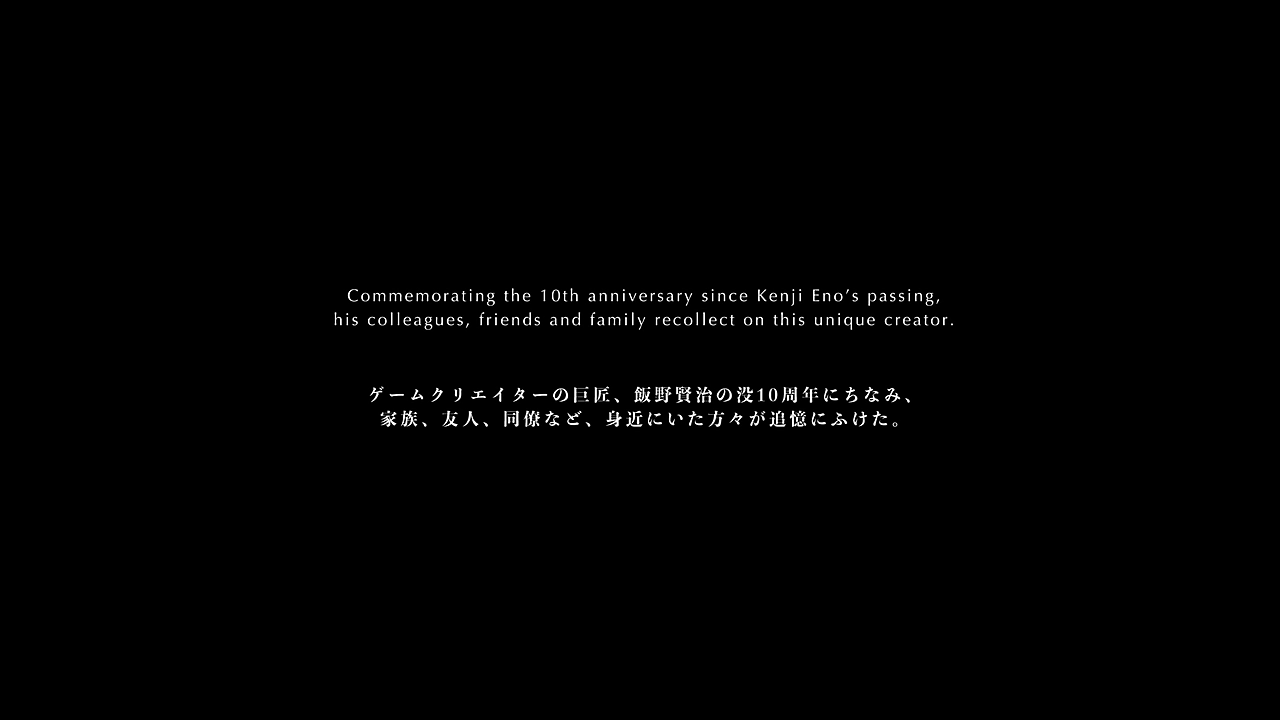 Commemorating the 10th anniversary since Kenji Eno’s passing,
his colleagues, friends and family recollect on this unique creator.
ゲームクリエイターの巨匠、飯野賢治の没10周年にちなみ、
家族、友人、同僚など、身近にいた方々が追憶にふけた。